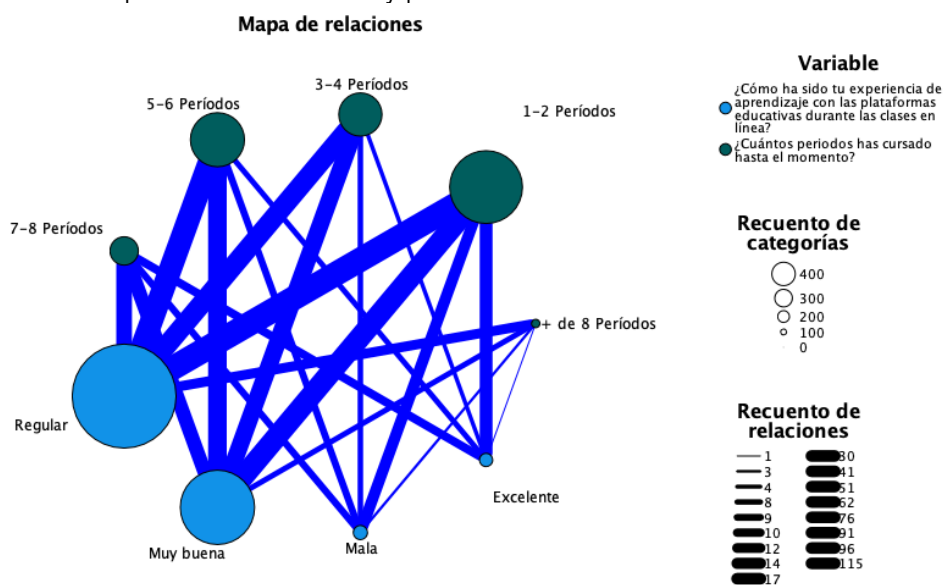 Mapa de relaciones
3-4 Períodos
5-6 Períodos
1-2 Períodos
7-8 Períodos
+ de 8 Períodos
Regular
Excelente
Muy buena
Mala
Variable
¿Cómo ha sido tu experiencia de
aprendizaje con las plataformas
educativas durante las clases en
línea?
¿Cuántos periodos has cursado
hasta el momento?
Recuento de
categorías
400
300
200
100
0
Recuento de
relaciones
1
3
4
8
9
10
12
14
17
30
41
51
62
76
91
96
115